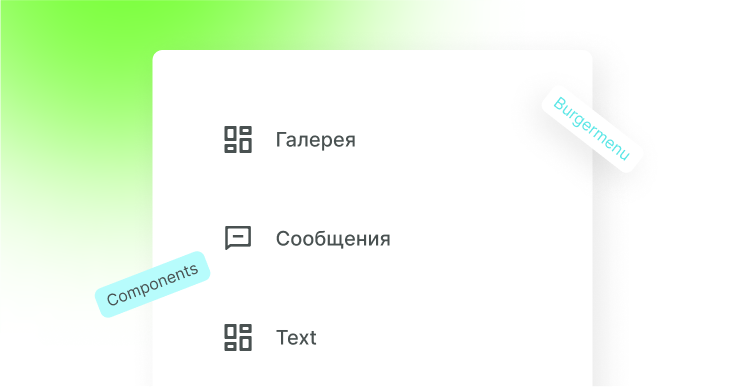 Burgermenu
Галерея
Сообщения
Components
Text